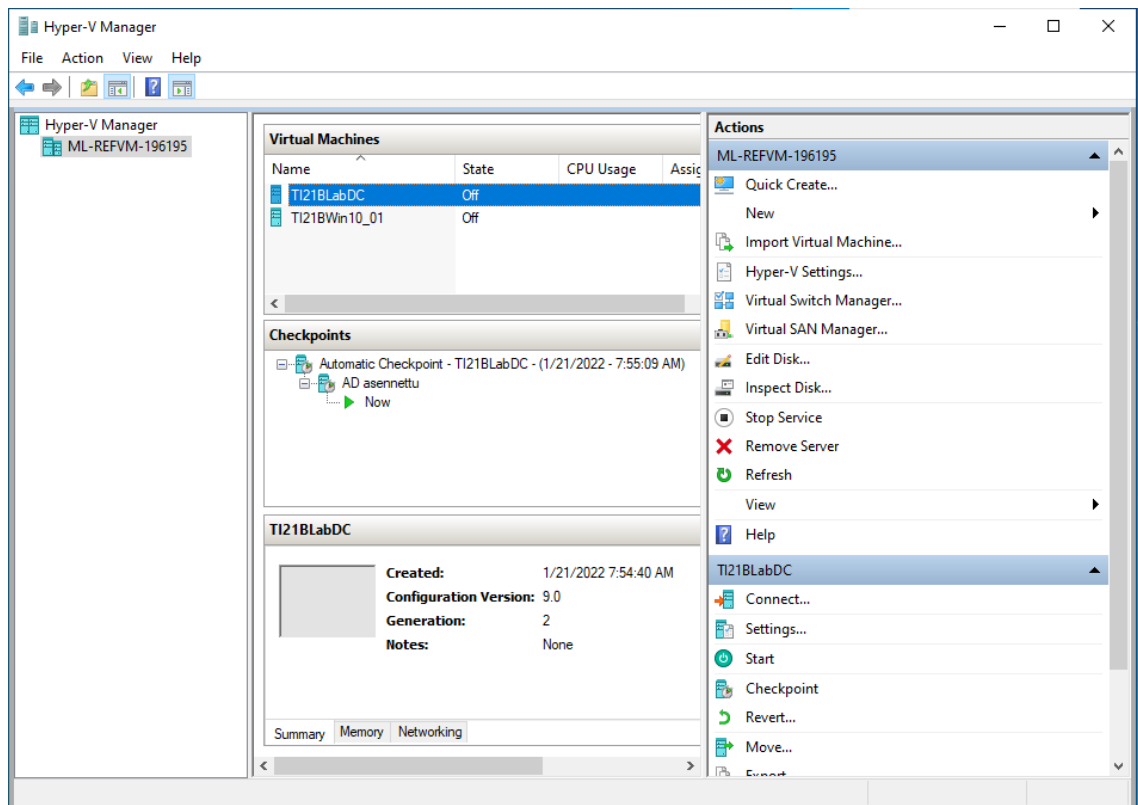 Hyper-V Manager
File Action View Help
Hyper-V Manager
ML-REFVM-196195
Virtual Machines
Name State CPU Usage Assig
TI21BLabDC Off
TI21BWin10_01 Off
Checkpoints
Automatic Checkpoint - TI21BLabDC - (1/21/2022 - 7:55:09 AM)
AD asennettu
Now
TI21BLabDC
Created: 1/21/2022 7:54:40 AM
Configuration Version: 9.0
Generation: 2
Notes: None
Summary Memory Networking
Actions
ML-REFVM-196195
Quick Create...
New
Import Virtual Machine...
Hyper-V Settings...
Virtual Switch Manager...
Virtual SAN Manager...
Edit Disk...
Inspect Disk...
Stop Service
Remove Server
Refresh
View
Help
TI21BLabDC
Connect...
Settings...
Start
Checkpoint
Revert...
Move...
Export